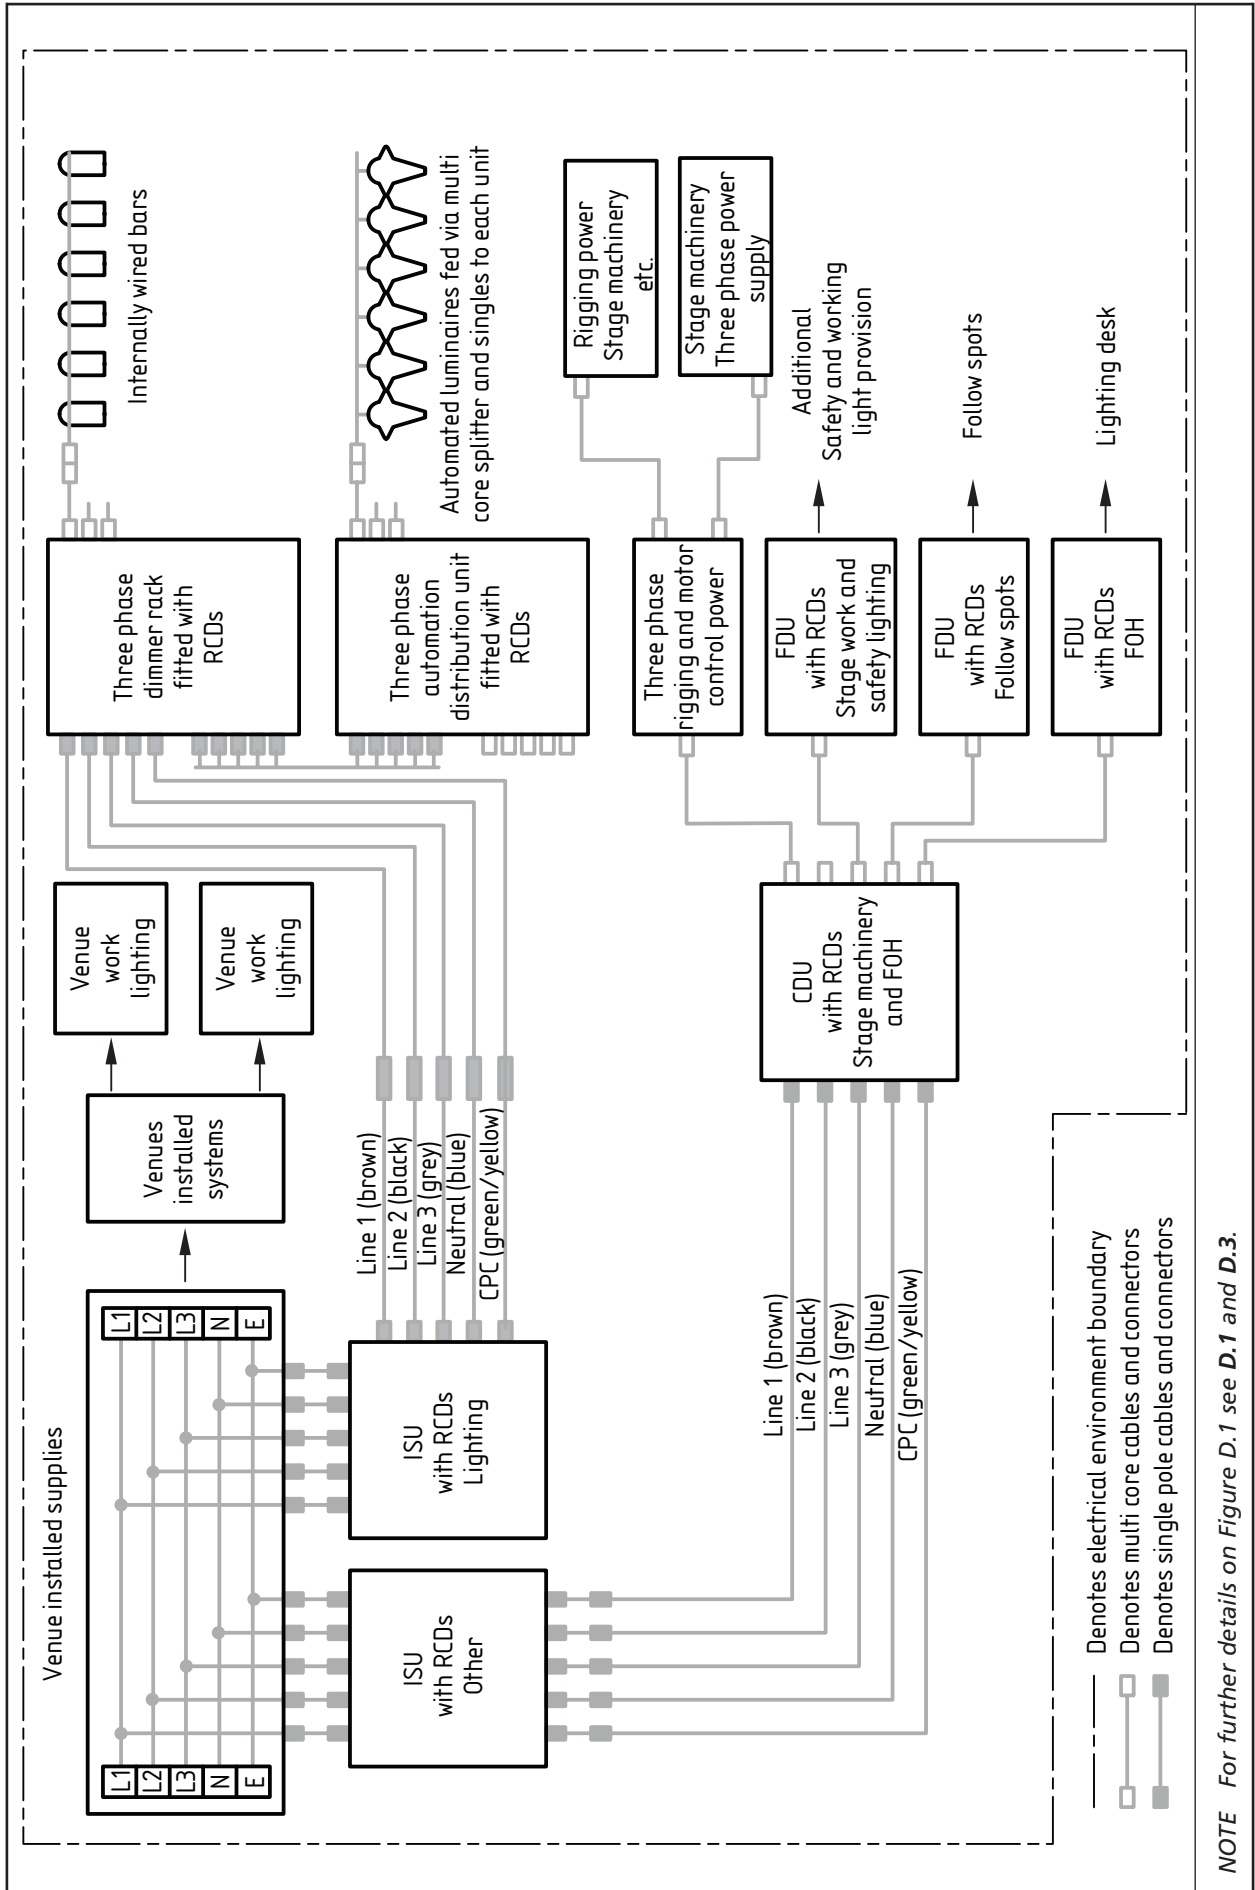 Venue installed supplies
L1
L2
L3
N
E
L1
L2
L3
N
E
Venues
installed
systems
Venue
work
lighting
Venue
work
lighting
ISU
with RCDs
Other
ISU
with RCDs
Lighting
Line 1 (brown)
Line 2 (black)
Line 3 (grey)
Neutral (blue)
CPC (green/yellow)
Three phase
dimmer rack
fitted with
RCDs
Internally wired bars
Three phase
automation
distribution unit
fitted with
RCDs
Automated luminaires fed via multi
core splitter and singles to each unit
Line 1 (brown)
Line 2 (black)
Line 3 (grey)
Neutral (blue)
CPC (green/yellow)
CDU
with RCDs
Stage machinery
and FOH
Three phase
rigging and motor
control power
Rigging power
Stage machinery
etc.
Stage machinery
Three phase power
supply
FDU
with RCDs
Stage work and
safety lighting
Additional
Safety and working
light provision
FDU
with RCDs
Follow spots
Follow spots
FDU
with RCDs
FOH
Lighting desk
Denotes electrical environment boundary
Denotes multi core cables and connectors
Denotes single pole cables and connectors
NOTE For further details on Figure D.1 see D.1 and D.3.